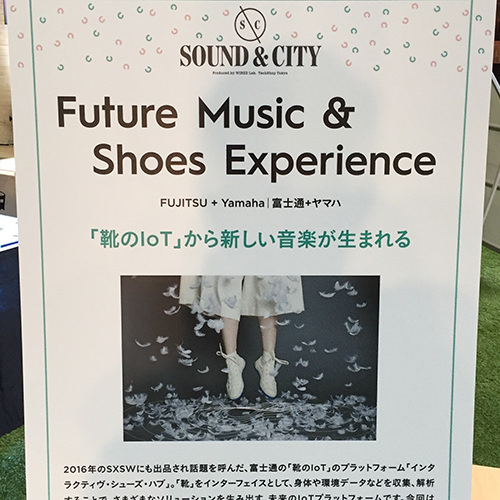 S C
SOUND & CITY
Produced by WIRED Lab. TechShop Tokyo
Future Music &
Shoes Experience
FUJITSU + Yamaha | 富士通+ヤマハ
「靴のIoT」から新しい音楽が生まれる
2016年のSXSWにも出品され話題を呼んだ、富士通の「靴のIoT」のプラットフォーム「インタ
ラクティヴ・シューズ・ハブ」。「靴」をインターフェイスとして、身体や環境データなどを収集、解析
することで、さまざまなソリューションを生み出す、未来のIoTプラットフォームです。今回は